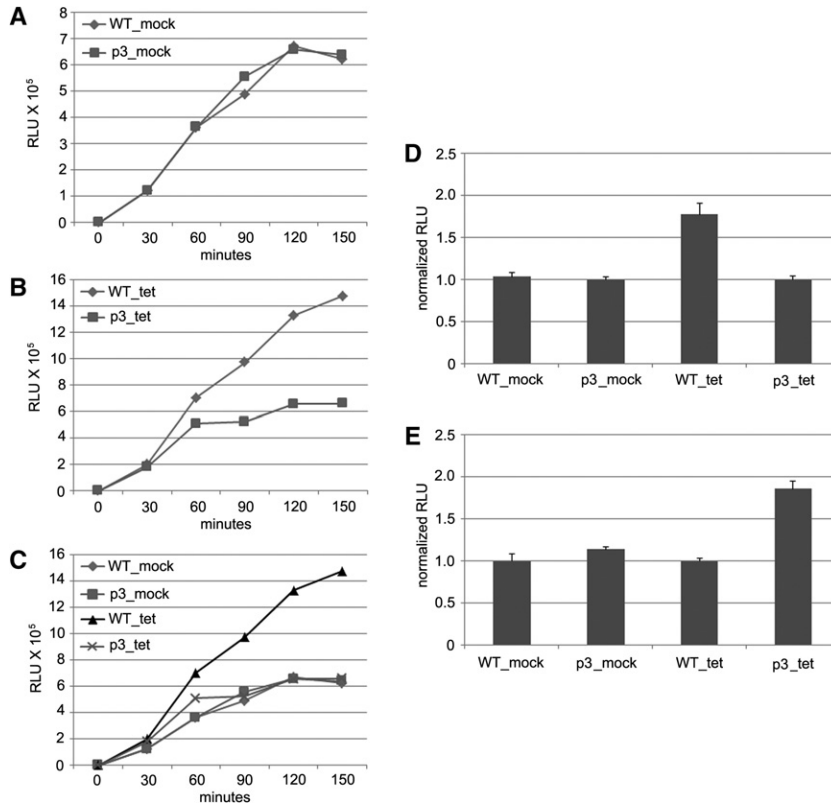 A
8
7
6
5
4
3
2
1
0
RLU X 10⁵
WT_mock
p3_mock
0 30 60 90 120 150
minutes
B
16
14
12
10
8
6
4
2
0
RLU X 10⁵
WT_tet
p3_tet
0 30 60 90 120 150
minutes
C
16
14
12
10
8
6
4
2
0
RLU X 10⁵
WT_mock
p3_mock
WT_tet
p3_tet
0 30 60 90 120 150
minutes
D
2.5
2.0
1.5
1.0
0.5
0
normalized RLU
WT_mock p3_mock WT_tet p3_tet
E
2.5
2.0
1.5
1.0
0.5
0
normalized RLU
WT_mock p3_mock WT_tet p3_tet